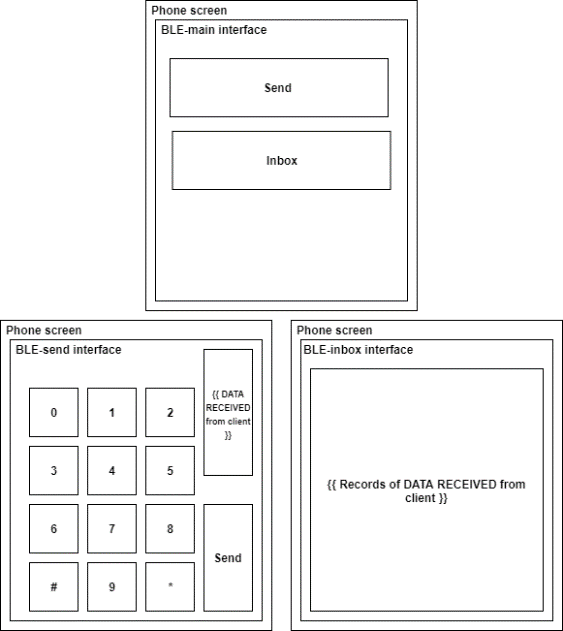 Phone screen
BLE-main interface
Send
Inbox
Phone screen
BLE-send interface
{{ DATA
RECEIVED
from client
}}
0
1
2
3
4
5
6
7
8
Send
#
9
*
Phone screen
BLE-inbox interface
{{ Records of DATA RECEIVED from
client }}